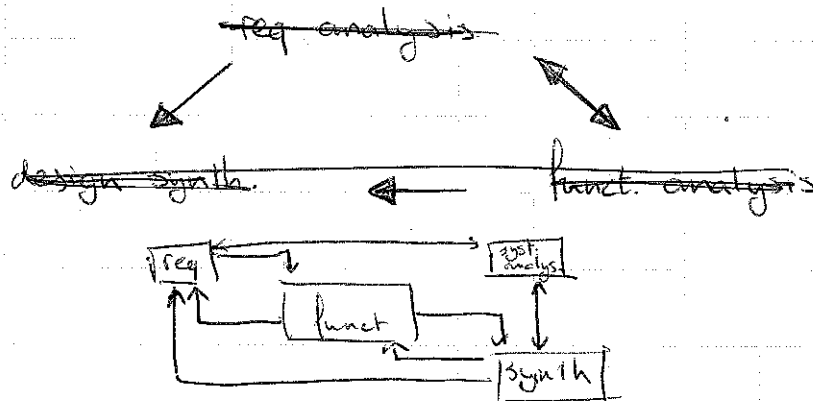 req analysis
design synth.
funct. analysis
req
syst.
analys.
funct
synth